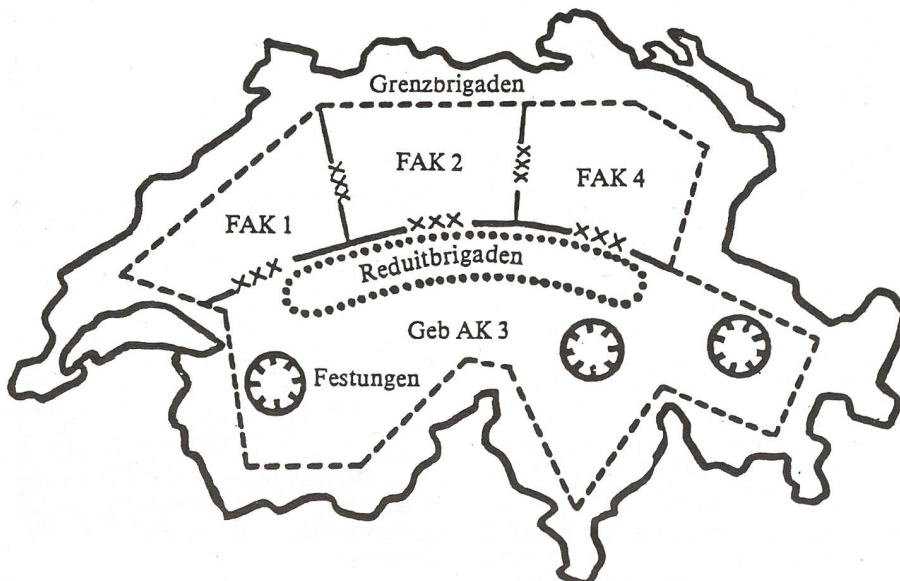 Grenzbrigaden
FAK 2
FAK 4
FAK 1
Reduitbrigaden
Geb AK 3
Festungen